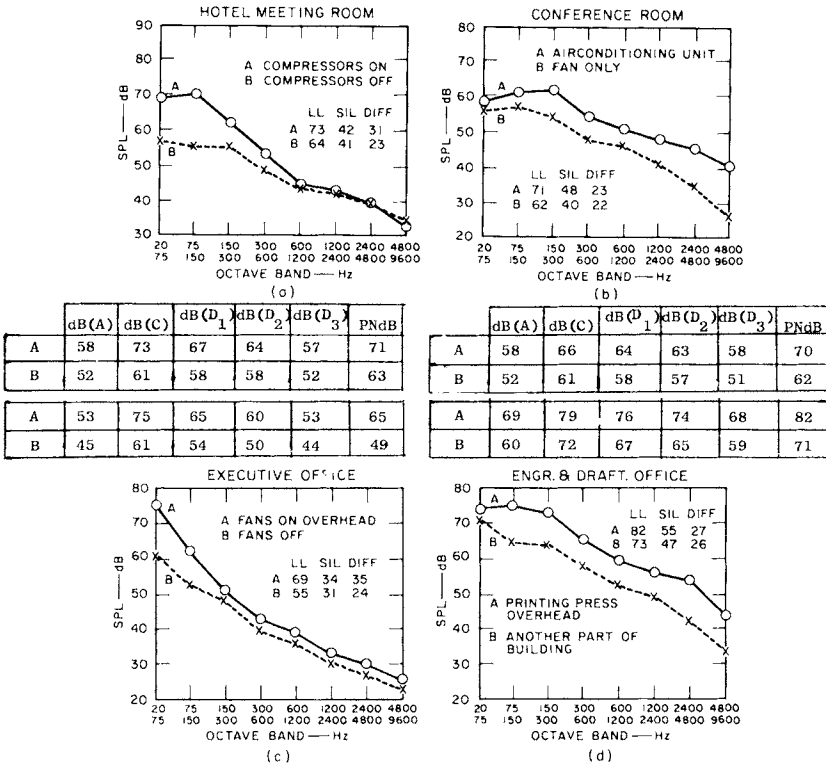 HOTEL MEETING ROOM
90
80
70
60
50
40
30
SPL — dB
A
B
A COMPRESSORS ON
B COMPRESSORS OFF
LL SIL DIFF
A 73 42 31
B 64 41 23
20 75 150 300 600 1200 2400 4800
75 150 300 600 1200 2400 4800 9600
OCTAVE BAND — Hz
(a)
CONFERENCE ROOM
80
70
60
50
40
30
20
SPL — dB
A
B
A AIRCONDITIONING UNIT
B FAN ONLY
LL SIL DIFF
A 71 48 23
B 62 40 22
20 75 150 300 600 1200 2400 4800
75 150 300 600 1200 2400 4800 9600
OCTAVE BAND — Hz
(b)
dB(A) dB(C) dB(D1) dB(D2) dB(D3) PNdB
A 58 73 67 64 57 71
B 52 61 58 58 52 63
A 53 75 65 60 53 65
B 45 61 54 50 44 49
dB(A) dB(C) dB(D1) dB(D2) dB(D3) PNdB
A 58 66 64 63 58 70
B 52 61 58 57 51 62
A 69 79 76 74 68 82
B 60 72 67 65 59 71
EXECUTIVE OFFICE
80
70
60
50
40
30
20
SPL — dB
A
B
A FANS ON OVERHEAD
B FANS OFF
LL SIL DIFF
A 69 34 35
B 55 31 24
20 75 150 300 600 1200 2400 4800
75 150 300 600 1200 2400 4800 9600
OCTAVE BAND — Hz
(c)
ENGR. & DRAFT. OFFICE
80
70
60
50
40
30
20
SPL — dB
A
B
LL SIL DIFF
A 82 55 27
B 73 47 26
A PRINTING PRESS
OVERHEAD
B ANOTHER PART OF
BUILDING
20 75 150 300 600 1200 2400 4800
75 150 300 600 1200 2400 4800 9600
OCTAVE BAND — Hz
(d)